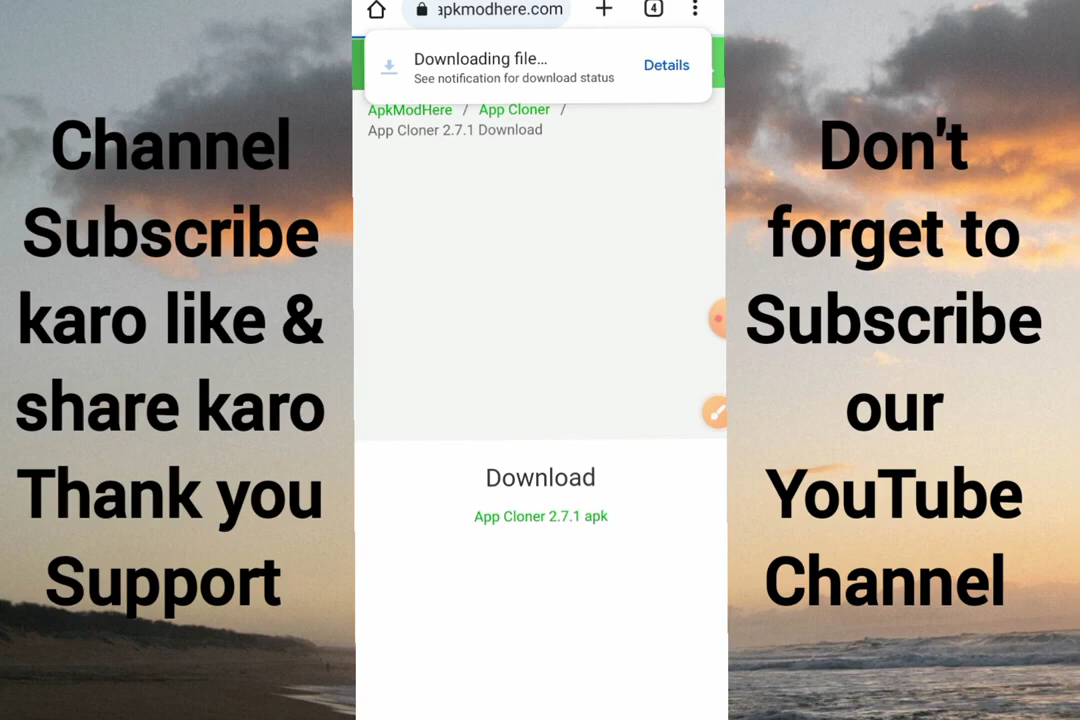 Channel
Subscribe
karo like &
share karo
Thank you
Support
apkmodhere.com
4
Downloading file...
See notification for download status
Details
ApkModHere / App Cloner /
App Cloner 2.7.1 Download
Download
App Cloner 2.7.1 apk
Don't
forget to
Subscribe
our
YouTube
Channel